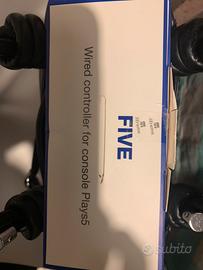 FIVE
Wired controller for console Plays5
subito